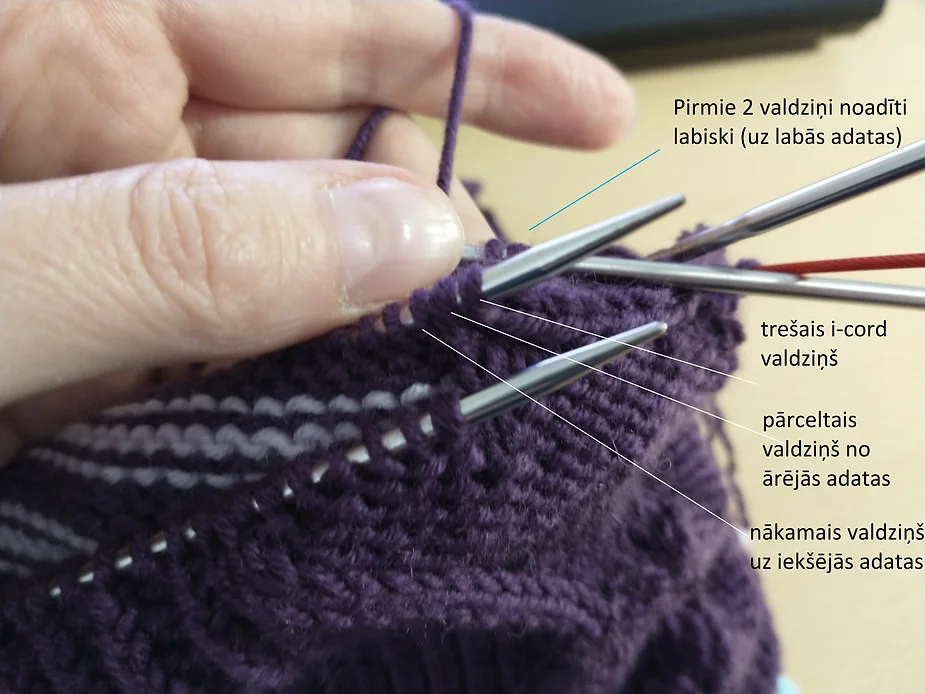 Pirmie 2 valdziņi noadīti
labiski (uz labās adatas)
trešais i-cord
valdziņš
pārceltais
valdziņš no
ārējās adatas
nākamais valdziņš
uz iekšējās adatas